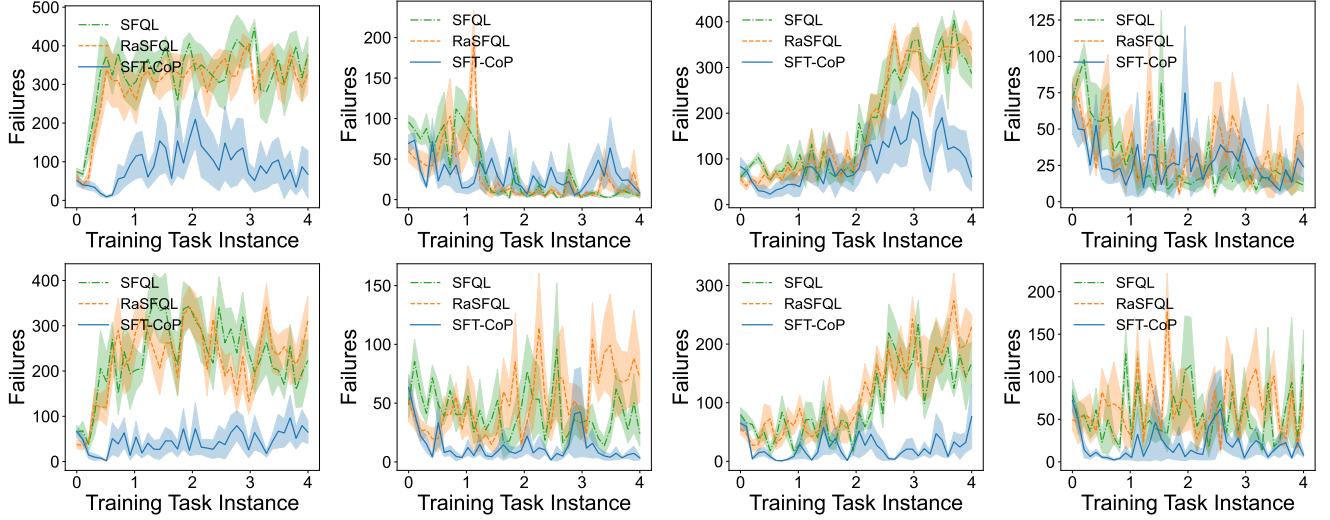 SFQL
RaSFQL
SFT-CoP
Failures
500
400
300
200
100
0
0 1 2 3 4
Training Task Instance
SFQL
RaSFQL
SFT-CoP
Failures
200
150
100
50
0
0 1 2 3 4
Training Task Instance
SFQL
RaSFQL
SFT-CoP
Failures
400
300
200
100
0
0 1 2 3 4
Training Task Instance
SFQL
RaSFQL
SFT-CoP
Failures
125
100
75
50
25
0
0 1 2 3 4
Training Task Instance
SFQL
RaSFQL
SFT-CoP
Failures
400
300
200
100
0
0 1 2 3 4
Training Task Instance
SFQL
RaSFQL
SFT-CoP
Failures
150
100
50
0
0 1 2 3 4
Training Task Instance
SFQL
RaSFQL
SFT-CoP
Failures
300
200
100
0
0 1 2 3 4
Training Task Instance
SFQL
RaSFQL
SFT-CoP
Failures
200
150
100
50
0
0 1 2 3 4
Training Task Instance